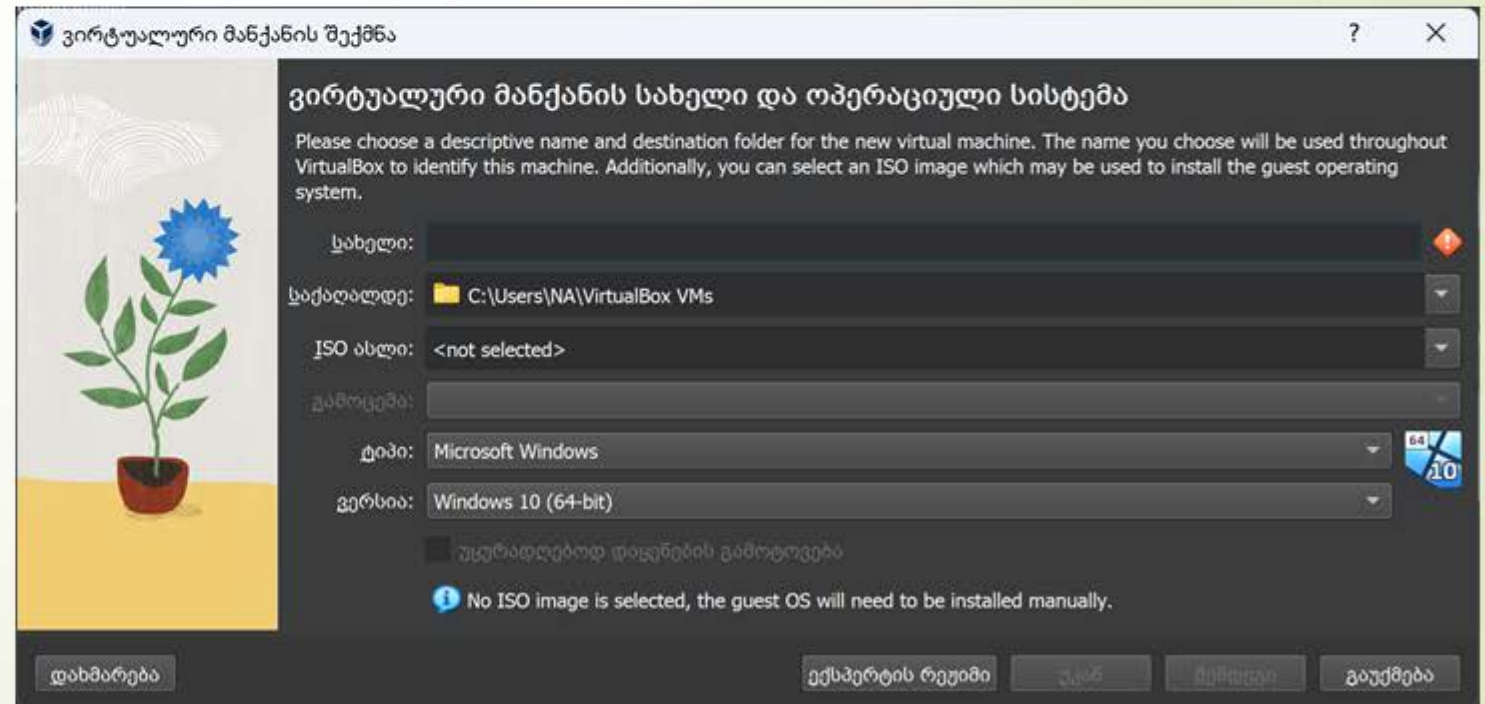 ვირტუალური მანქანის შექმნა
?
ვირტუალური მანქანის სახელი და ოპერაციული სისტემა
Please choose a descriptive name and destination folder for the new virtual machine. The name you choose will be used throughout
VirtualBox to identify this machine. Additionally, you can select an ISO image which may be used to install the guest operating
system.
სახელი:
საქაღალდე: C:\Users\NA\VirtualBox VMs
ISO ასლი: <not selected>
გამოცემა:
ტიპი: Microsoft Windows
64
10
ვერსია: Windows 10 (64-bit)
უყურადღებოდ დაყენების გამოტოვება
No ISO image is selected, the guest OS will need to be installed manually.
დახმარება ექსპერტის რეჟიმი უკან შემდეგი გაუქმება